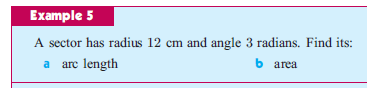 Example 5
A sector has radius 12 cm and angle 3 radians. Find its:
a arc length b area